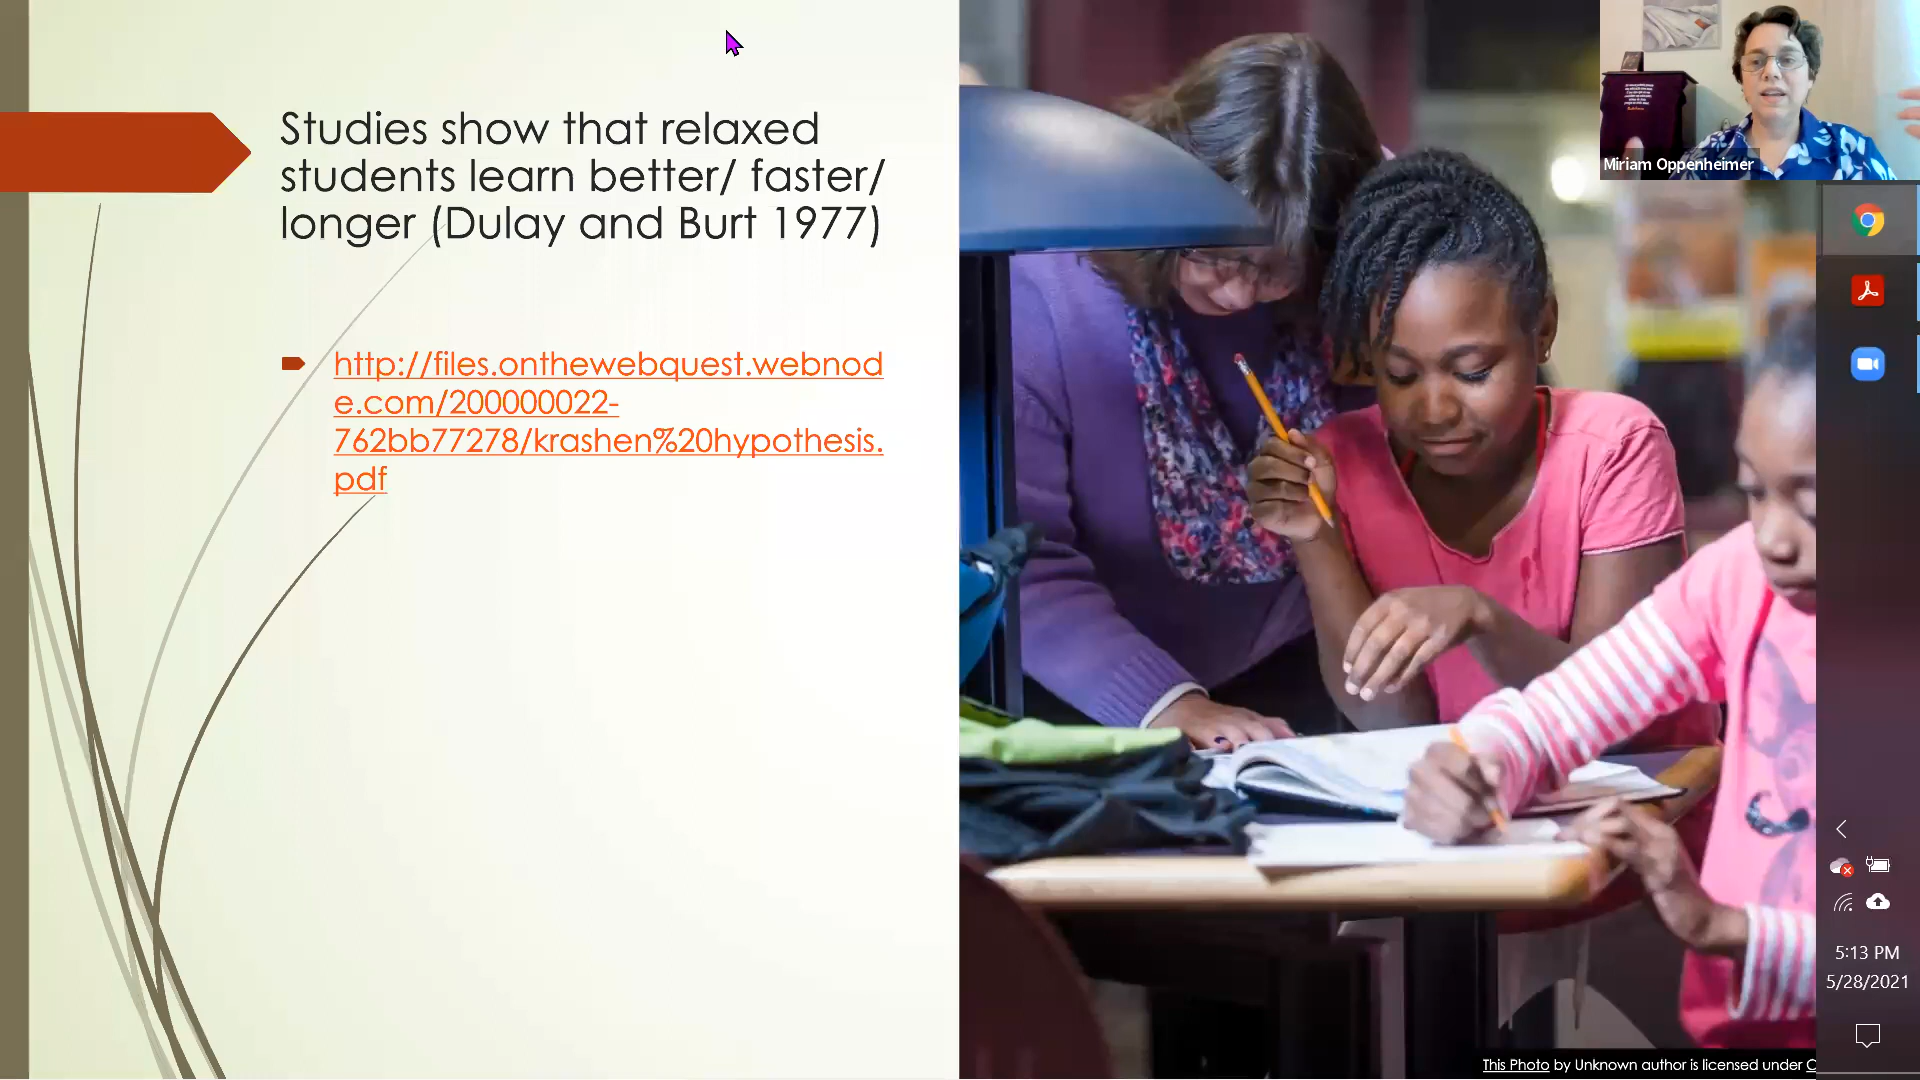 Studies show that relaxed
students learn better/ faster/
longer (Dulay and Burt 1977)
http://files.onthewebquest.webnod
e.com/200000022-
762bb77278/krashen%20hypothesis.
pdf
Miriam Oppenheimer
5:13 PM
5/28/2021
This Photo by Unknown author is licensed under C